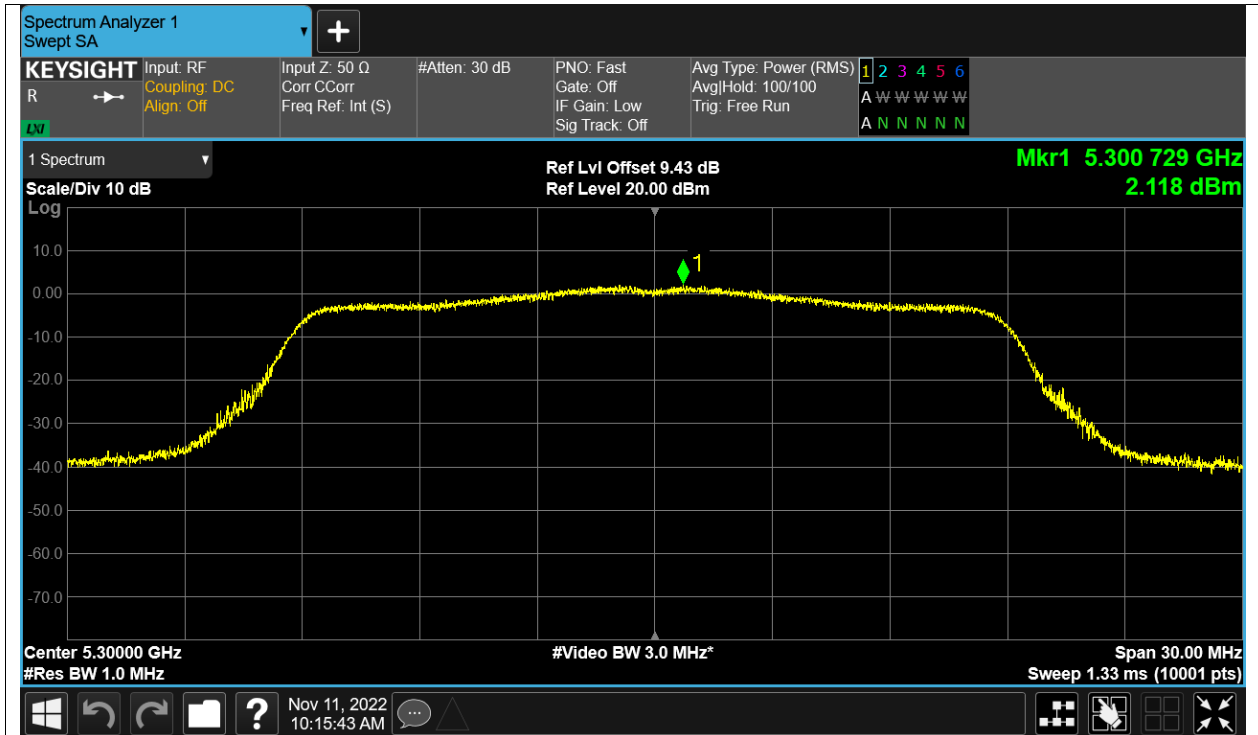 Spectrum Analyzer 1
Swept SA
+
KEYSIGHT
R
LXI
Input: RF
Coupling: DC
Align: Off
Input Z: 50 Ω
Corr CCorr
Freq Ref: Int (S)
#Atten: 30 dB
PNO: Fast
Gate: Off
IF Gain: Low
Sig Track: Off
Avg Type: Power (RMS)
Avg|Hold: 100/100
Trig: Free Run
1 2 3 4 5 6
A W W W W W
A N N N N N
1 Spectrum
Scale/Div 10 dB
Log
Ref Lvl Offset 9.43 dB
Ref Level 20.00 dBm
Mkr1 5.300 729 GHz
2.118 dBm
1
10.0
0.00
-10.0
-20.0
-30.0
-40.0
-50.0
-60.0
-70.0
Center 5.30000 GHz
#Res BW 1.0 MHz
#Video BW 3.0 MHz*
Span 30.00 MHz
Sweep 1.33 ms (10001 pts)
?
Nov 11, 2022
10:15:43 AM